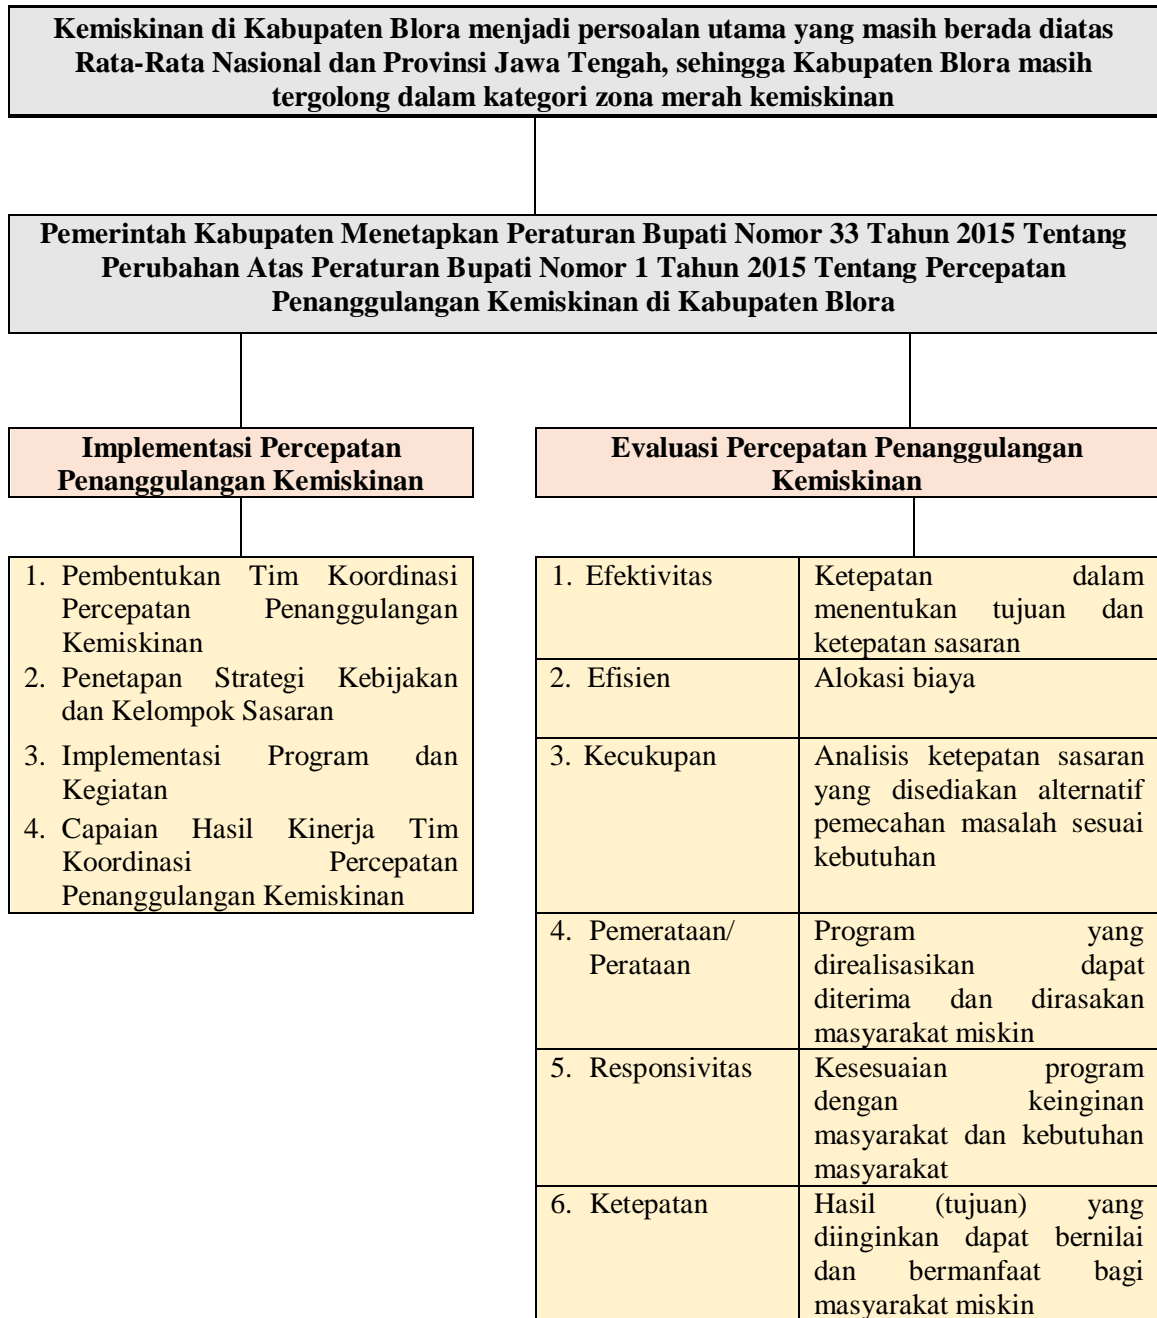 Kemiskinan di Kabupaten Blora menjadi persoalan utama yang masih berada diatas
Rata-Rata Nasional dan Provinsi Jawa Tengah, sehingga Kabupaten Blora masih
tergolong dalam kategori zona merah kemiskinan
Pemerintah Kabupaten Menetapkan Peraturan Bupati Nomor 33 Tahun 2015 Tentang
Perubahan Atas Peraturan Bupati Nomor 1 Tahun 2015 Tentang Percepatan
Penanggulangan Kemiskinan di Kabupaten Blora
Implementasi Percepatan
Penanggulangan Kemiskinan
1. Pembentukan Tim Koordinasi
Percepatan Penanggulangan
Kemiskinan
2. Penetapan Strategi Kebijakan
dan Kelompok Sasaran
3. Implementasi Program dan
Kegiatan
4. Capaian Hasil Kinerja Tim
Koordinasi Percepatan
Penanggulangan Kemiskinan
Evaluasi Percepatan Penanggulangan
Kemiskinan
1. Efektivitas
Ketepatan dalam
menentukan tujuan dan
ketepatan sasaran
2. Efisien
Alokasi biaya
3. Kecukupan
Analisis ketepatan sasaran
yang disediakan alternatif
pemecahan masalah sesuai
kebutuhan
4. Pemerataan/
Perataan
Program yang
direalisasikan dapat
diterima dan dirasakan
masyarakat miskin
5. Responsivitas
Kesesuaian program
dengan keinginan
masyarakat dan kebutuhan
masyarakat
6. Ketepatan
Hasil (tujuan) yang
diinginkan dapat bernilai
dan bermanfaat bagi
masyarakat miskin